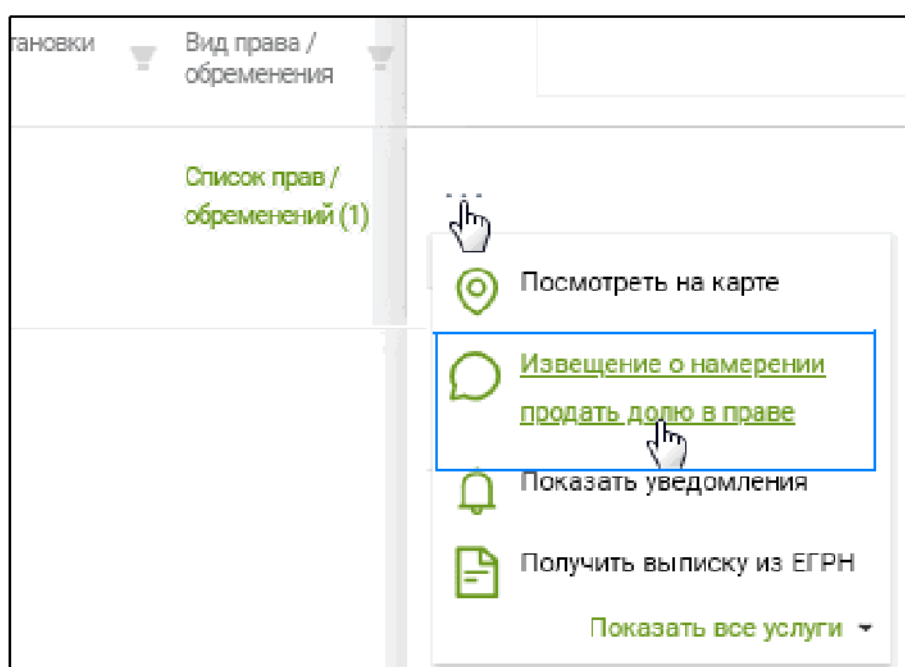 Вид права /
обременения
Список прав /
обременений (1)
...
Посмотреть на карте
Извещение о намерении
продать долю в праве
Показать уведомления
Получить выписку из ЕГРН
Показать все услуги